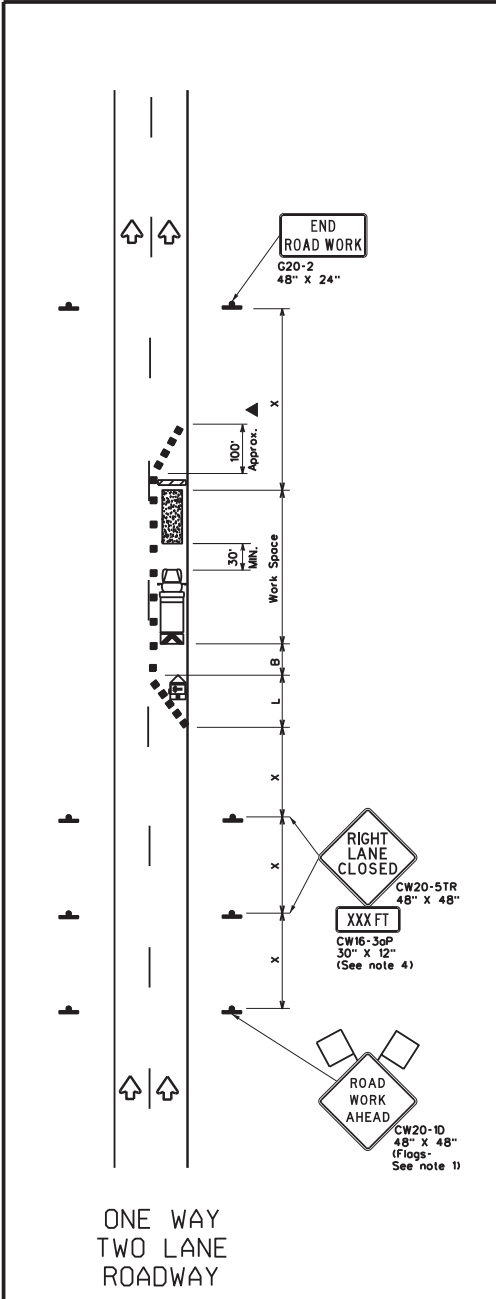 END
ROAD WORK
G20-2
48" X 24"
X
100'
Approx.
30'
MIN.
Work Space
B
L
X
X
RIGHT
LANE
CLOSED
CW20-5TR
48" X 48"
XXX FT
CW16-3aP
30" X 12"
(See note 4)
X
ROAD
WORK
AHEAD
CW20-1D
48" X 48"
(Flags-
See note 1)
ONE WAY
TWO LANE
ROADWAY